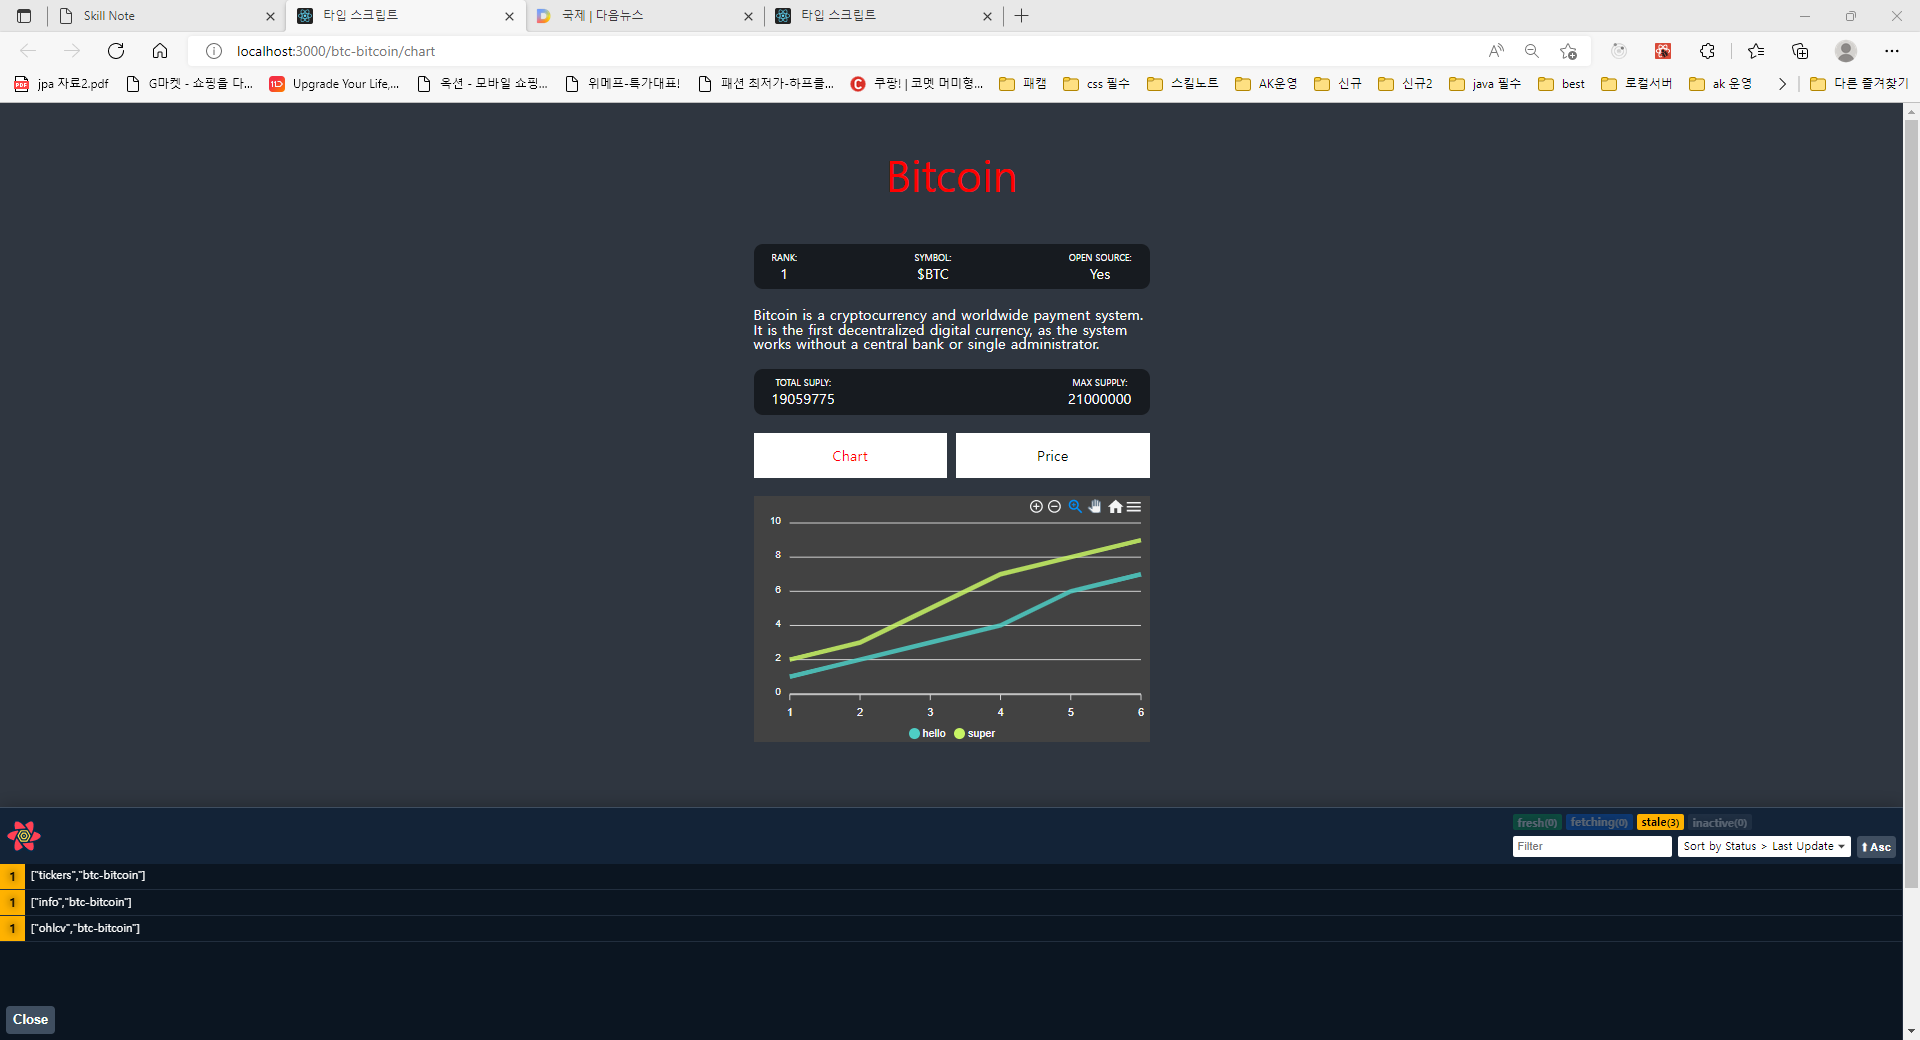 Skill Note
타입 스크립트
국제 | 다음뉴스
타입 스크립트
localhost:3000/btc-bitcoin/chart
jpa 자료2.pdf
G마켓 - 쇼핑을 다...
Upgrade Your Life,...
옥션 - 모바일 쇼핑...
위메프-특가대표!
패션 최저가-하프클...
쿠팡! | 코멧 머미형...
패캠
css 필수
스킬노트
AK운영
신규
신규2
java 필수
best
로컬서버
ak 운영
다른 즐겨찾기
Bitcoin
RANK: SYMBOL: OPEN SOURCE:
1 $BTC Yes
Bitcoin is a cryptocurrency and worldwide payment system.
It is the first decentralized digital currency, as the system
works without a central bank or single administrator.
TOTAL SUPLY: MAX SUPPLY:
19059775 21000000
Chart Price
10
8
6
4
2
0
1 2 3 4 5 6
hello super
fresh(0) fetching(0) stale(3) inactive(0)
Filter Sort by Status > Last Update Asc
1 ["tickers","btc-bitcoin"]
1 ["info","btc-bitcoin"]
1 ["ohlcv","btc-bitcoin"]
Close